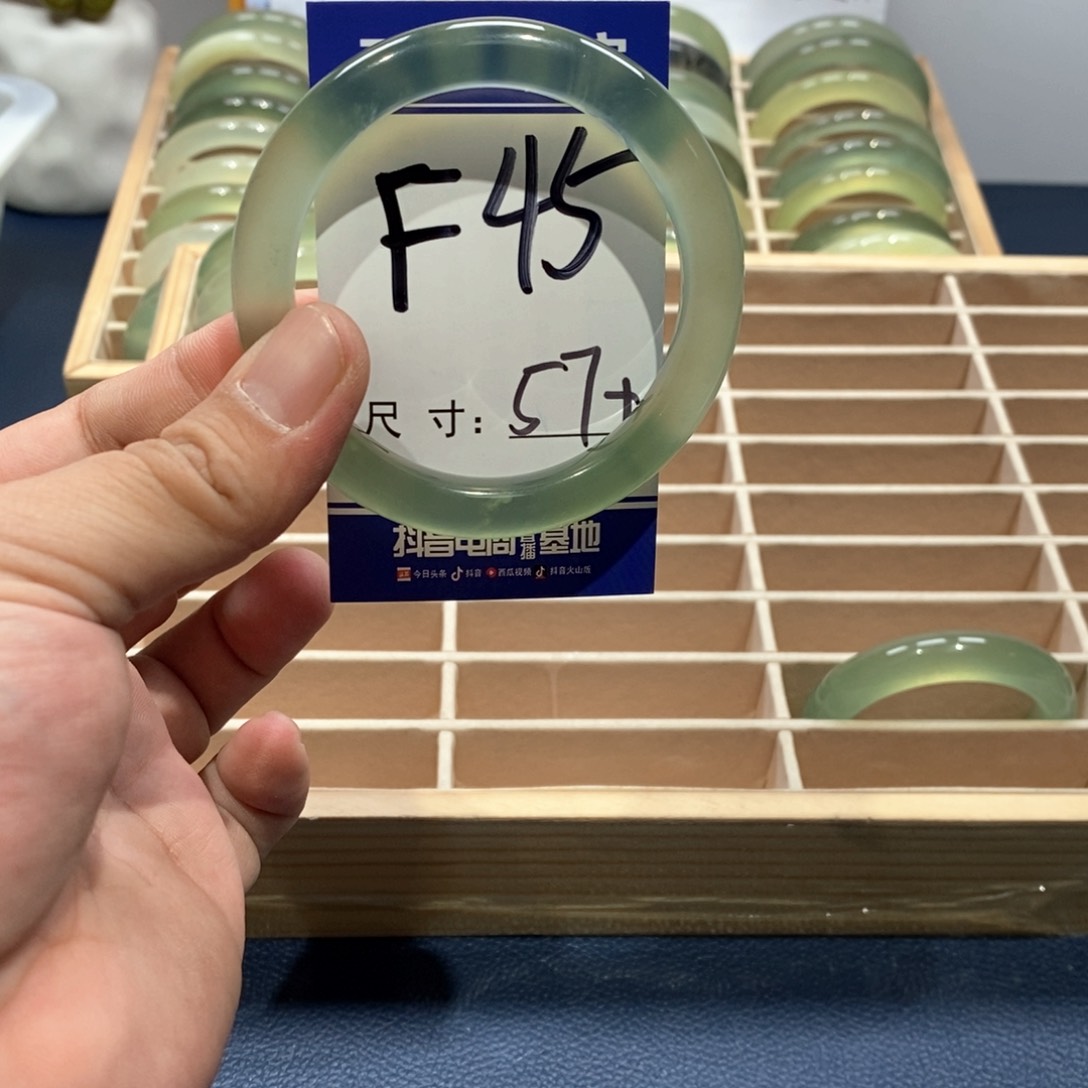 F45
尺 寸: 57+
抖音电商直播基地
今日头条 抖音 西瓜视频 抖音火山版